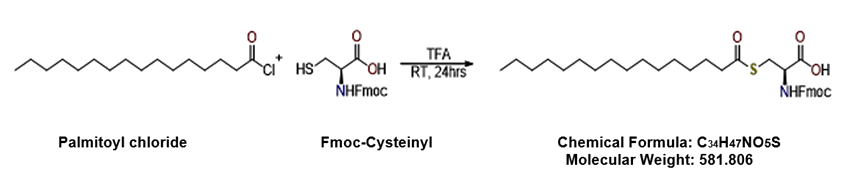 O
Cl
+
HS
O
OH
NHFmoc
TFA
RT, 24hrs
O
S
O
OH
NHFmoc
Palmitoyl chloride
Fmoc-Cysteinyl
Chemical Formula: C₃₄H₄₇NO₅S
Molecular Weight: 581.806